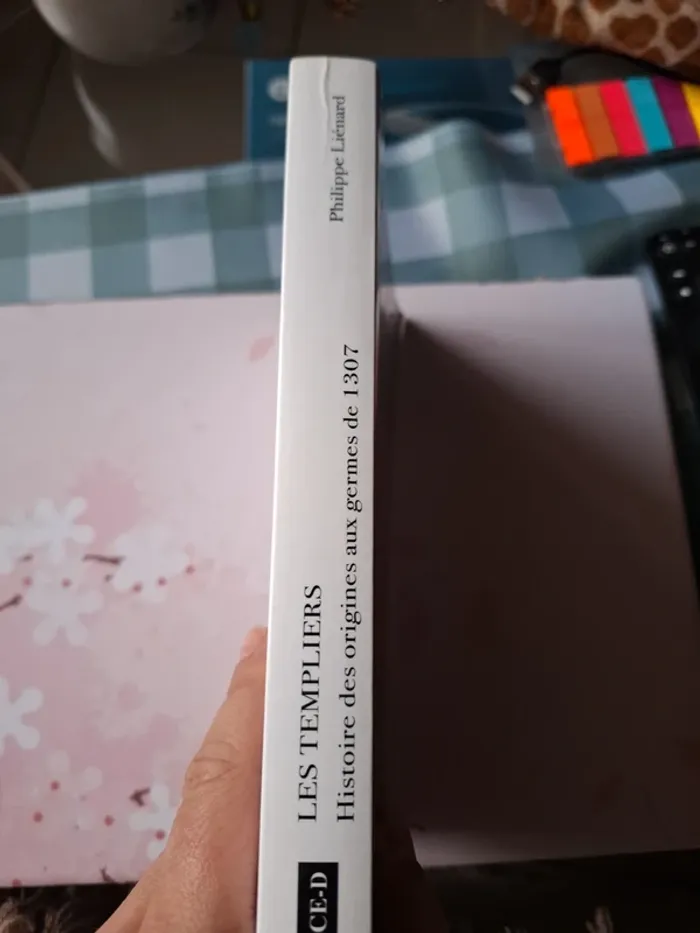 Philippe Liénard
LES TEMPLIERS
Histoire des origines aux germes de 1307
CE-D